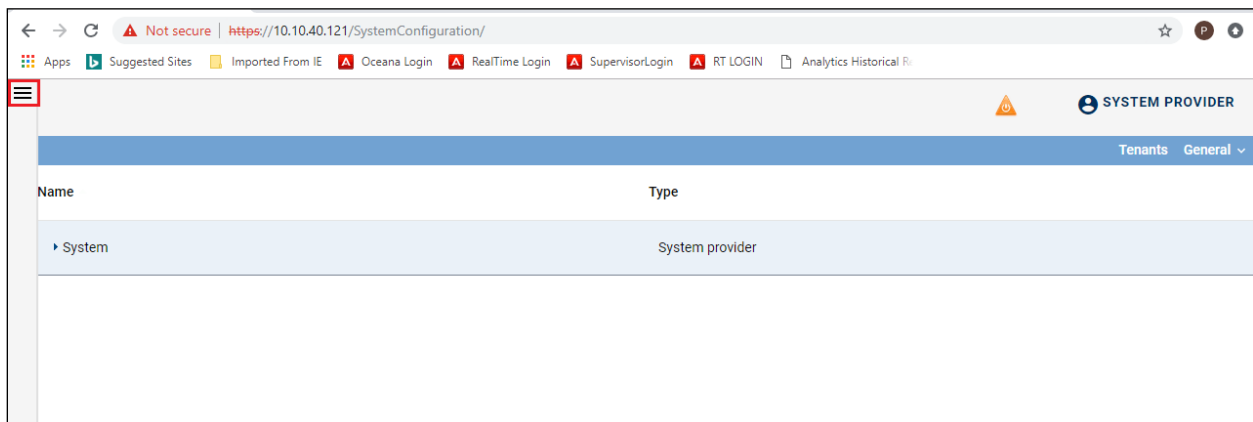 Not secure | https://10.10.40.121/SystemConfiguration/
P
Apps Suggested Sites Imported From IE Oceana Login RealTime Login SupervisorLogin RT LOGIN Analytics Historical
SYSTEM PROVIDER
Tenants General
Name Type
System System provider